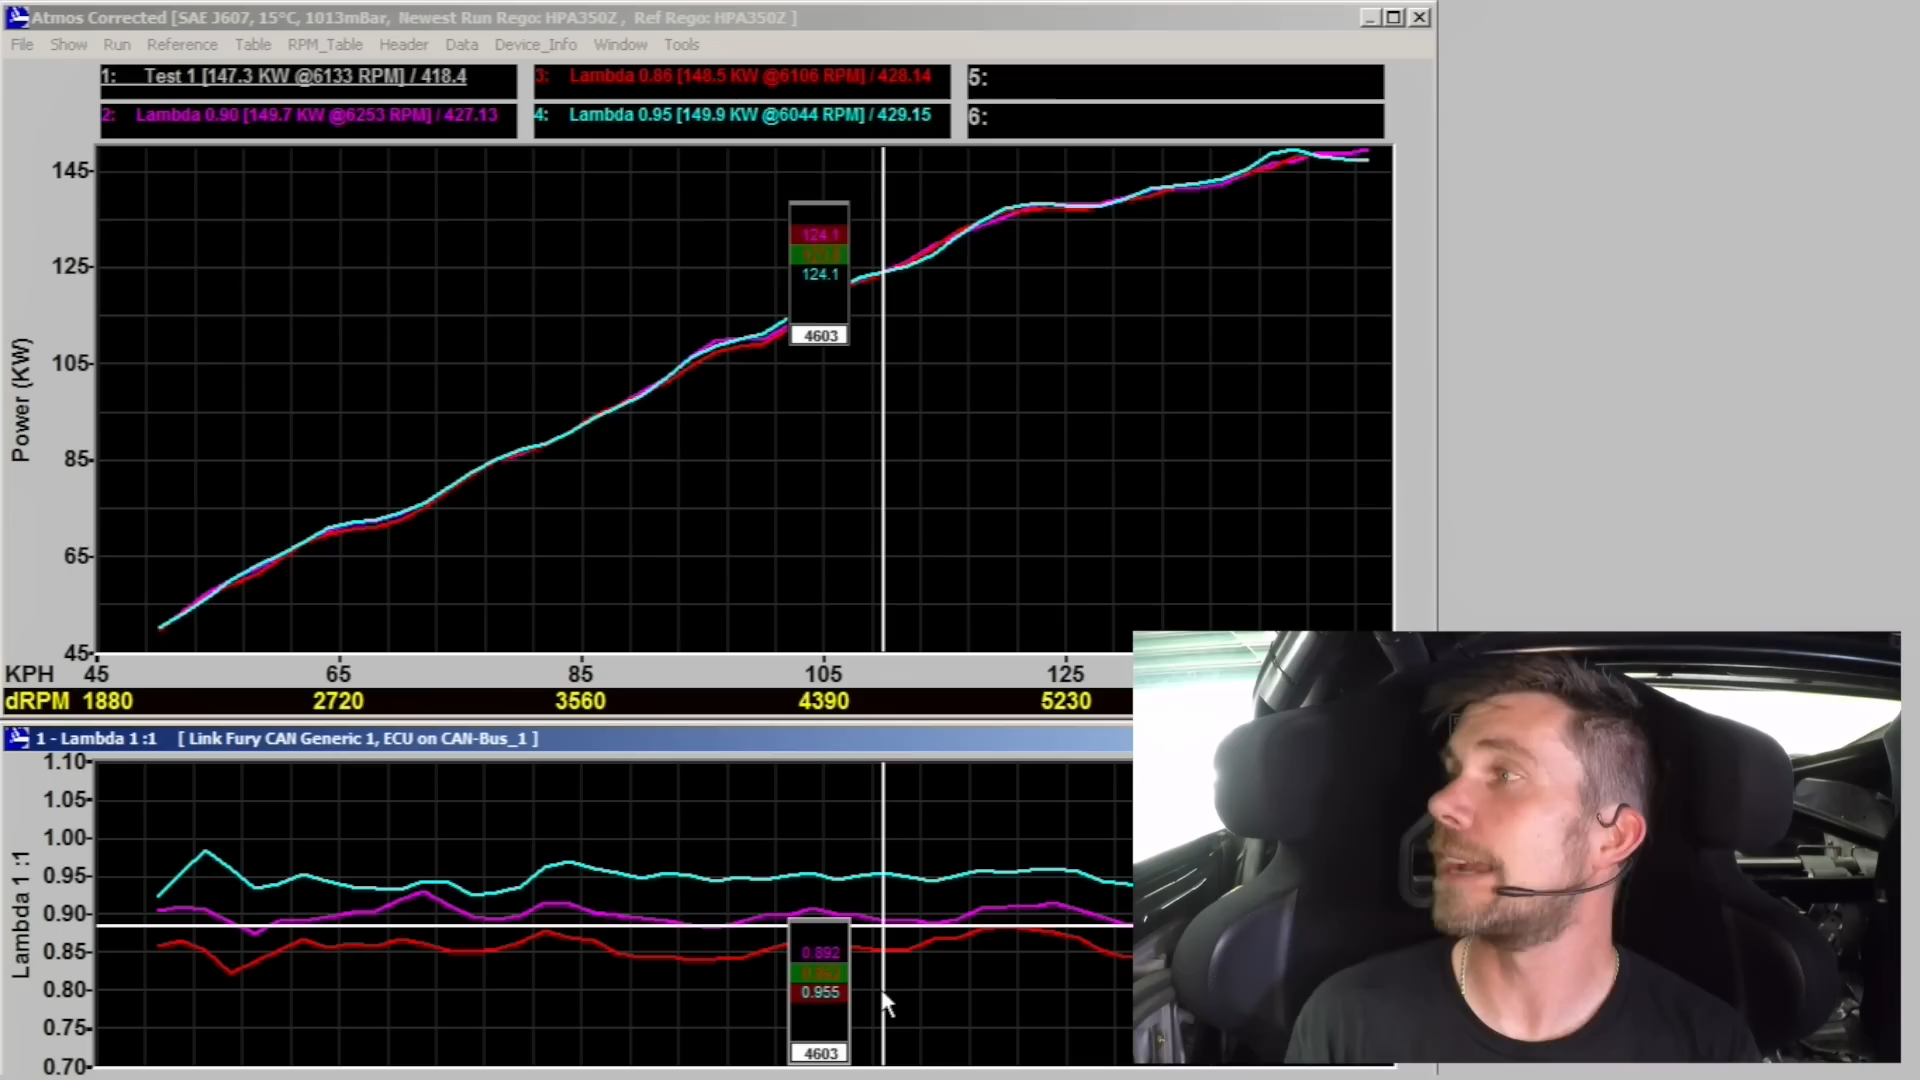 Atmos Corrected [SAE J607, 15°C, 1013mBar, Newest Run Rego: HPA350Z , Ref Rego: HPA350Z ]
File Show Run Reference Table RPM_Table Header Data Device_Info Window Tools
1: Test 1 [147.3 KW @6133 RPM] / 418.4
3: Lambda 0.86 [148.5 KW @6106 RPM] / 428.14
5:
2: Lambda 0.90 [149.7 KW @6253 RPM] / 427.13
4: Lambda 0.95 [149.9 KW @6044 RPM] / 429.15
6:
Power (KW)
145
125
105
85
65
45
124.1
124.1
4603
KPH 45 65 85 105 125
dRPM 1880 2720 3560 4390 5230
1 - Lambda 1 :1 [ Link Fury CAN Generic 1, ECU on CAN-Bus_1 ]
Lambda 1 :1
1.10
1.05
1.00
0.95
0.90
0.85
0.80
0.75
0.70
0.892
0.955
4603